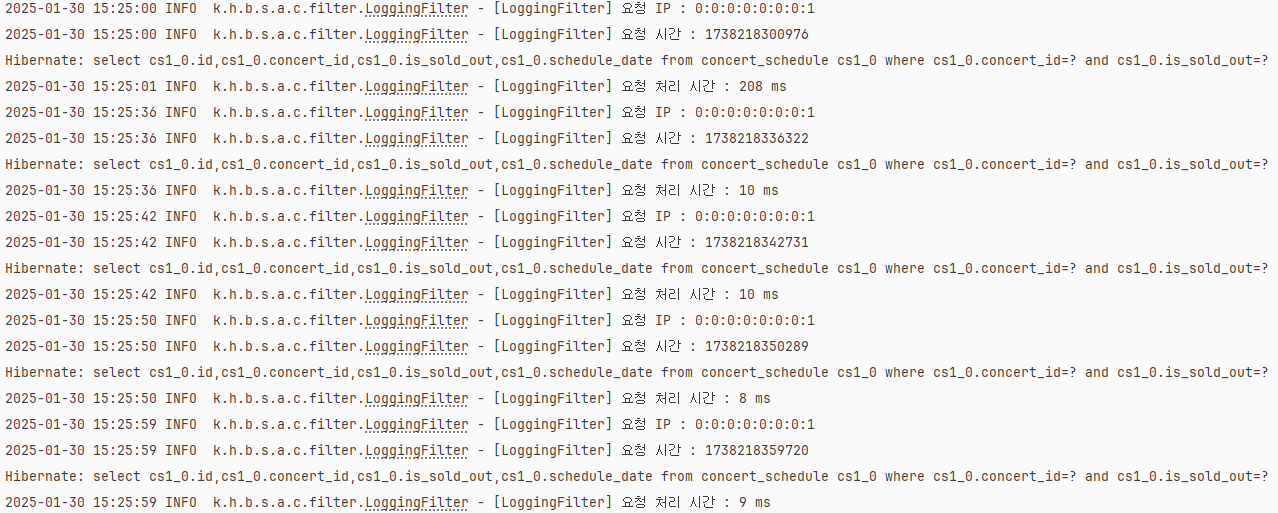 2025-01-30 15:25:00 INFO  k.h.b.s.a.c.filter.LoggingFilter - [LoggingFilter] 요청 IP : 0:0:0:0:0:0:0:1
2025-01-30 15:25:00 INFO  k.h.b.s.a.c.filter.LoggingFilter - [LoggingFilter] 요청 시간 : 1738218300976
Hibernate: select cs1_0.id,cs1_0.concert_id,cs1_0.is_sold_out,cs1_0.schedule_date from concert_schedule cs1_0 where cs1_0.concert_id=? and cs1_0.is_sold_out=?
2025-01-30 15:25:01 INFO  k.h.b.s.a.c.filter.LoggingFilter - [LoggingFilter] 요청 처리 시간 : 208 ms
2025-01-30 15:25:36 INFO  k.h.b.s.a.c.filter.LoggingFilter - [LoggingFilter] 요청 IP : 0:0:0:0:0:0:0:1
2025-01-30 15:25:36 INFO  k.h.b.s.a.c.filter.LoggingFilter - [LoggingFilter] 요청 시간 : 1738218336322
Hibernate: select cs1_0.id,cs1_0.concert_id,cs1_0.is_sold_out,cs1_0.schedule_date from concert_schedule cs1_0 where cs1_0.concert_id=? and cs1_0.is_sold_out=?
2025-01-30 15:25:36 INFO  k.h.b.s.a.c.filter.LoggingFilter - [LoggingFilter] 요청 처리 시간 : 10 ms
2025-01-30 15:25:42 INFO  k.h.b.s.a.c.filter.LoggingFilter - [LoggingFilter] 요청 IP : 0:0:0:0:0:0:0:1
2025-01-30 15:25:42 INFO  k.h.b.s.a.c.filter.LoggingFilter - [LoggingFilter] 요청 시간 : 1738218342731
Hibernate: select cs1_0.id,cs1_0.concert_id,cs1_0.is_sold_out,cs1_0.schedule_date from concert_schedule cs1_0 where cs1_0.concert_id=? and cs1_0.is_sold_out=?
2025-01-30 15:25:42 INFO  k.h.b.s.a.c.filter.LoggingFilter - [LoggingFilter] 요청 처리 시간 : 10 ms
2025-01-30 15:25:50 INFO  k.h.b.s.a.c.filter.LoggingFilter - [LoggingFilter] 요청 IP : 0:0:0:0:0:0:0:1
2025-01-30 15:25:50 INFO  k.h.b.s.a.c.filter.LoggingFilter - [LoggingFilter] 요청 시간 : 1738218350289
Hibernate: select cs1_0.id,cs1_0.concert_id,cs1_0.is_sold_out,cs1_0.schedule_date from concert_schedule cs1_0 where cs1_0.concert_id=? and cs1_0.is_sold_out=?
2025-01-30 15:25:50 INFO  k.h.b.s.a.c.filter.LoggingFilter - [LoggingFilter] 요청 처리 시간 : 8 ms
2025-01-30 15:25:59 INFO  k.h.b.s.a.c.filter.LoggingFilter - [LoggingFilter] 요청 IP : 0:0:0:0:0:0:0:1
2025-01-30 15:25:59 INFO  k.h.b.s.a.c.filter.LoggingFilter - [LoggingFilter] 요청 시간 : 1738218359720
Hibernate: select cs1_0.id,cs1_0.concert_id,cs1_0.is_sold_out,cs1_0.schedule_date from concert_schedule cs1_0 where cs1_0.concert_id=? and cs1_0.is_sold_out=?
2025-01-30 15:25:59 INFO  k.h.b.s.a.c.filter.LoggingFilter - [LoggingFilter] 요청 처리 시간 : 9 ms